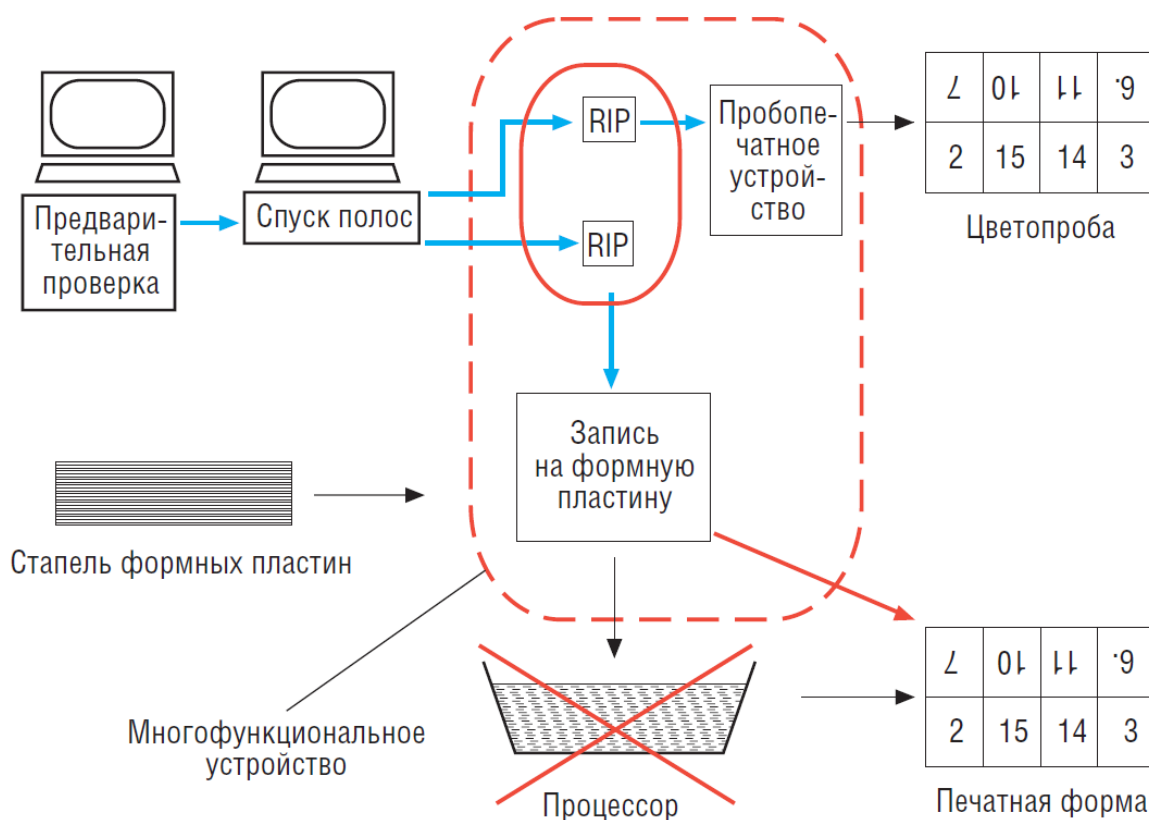 Предвари-
тельная
проверка
Спуск полос
RIP
RIP
Пробопе-
чатное
устрой-
ство
7 10 11 6.
2 15 14 3
Цветопроба
Запись
на формную
пластину
Стапель формных пластин
Многофункциональное
устройство
Процессор
7 10 11 6.
2 15 14 3
Печатная форма